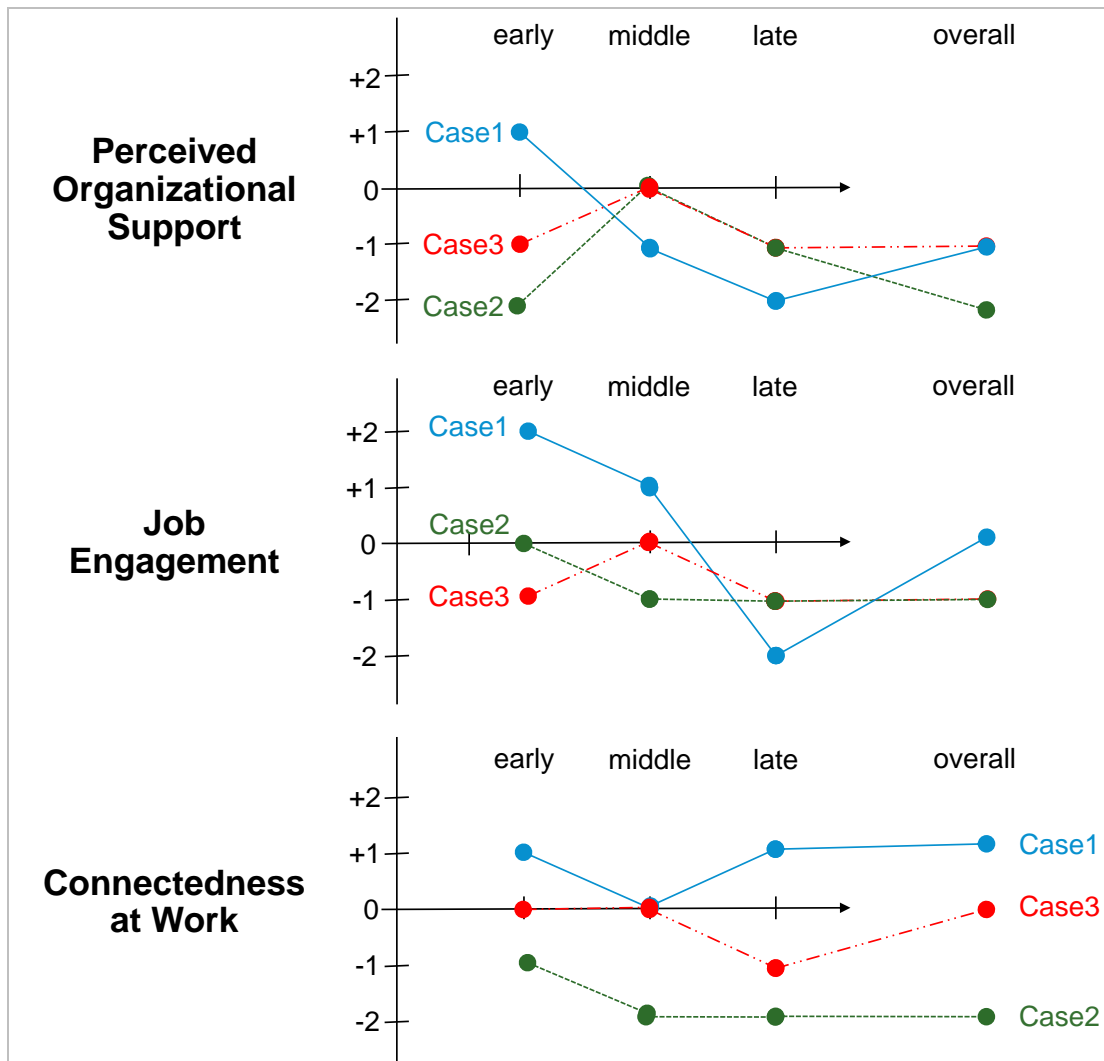 early middle late overall
+2
Case1
+1
Perceived
Organizational
Support
0
Case3
-1
Case2
-2
early middle late overall
Case1
+2
+1
Case2
Job
Engagement
0
Case3
-1
-2
early middle late overall
+2
Case1
+1
Connectedness
at Work
0
Case3
-1
-2
Case2